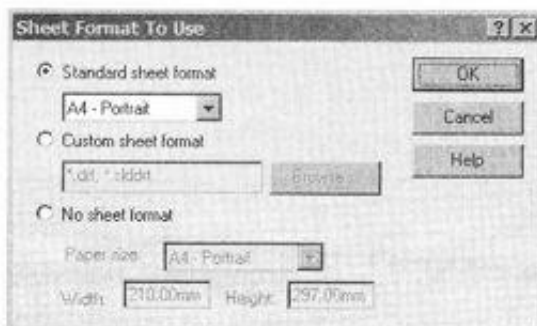 Sheet Format To Use
Standard sheet format
OK
A4 - Portrait
Cancel
Custom sheet format
*.drt, *.slddrt
Browse...
Help
No sheet format
Paper size: A4 - Portrait
Width: 210.00mm Height: 297.00mm